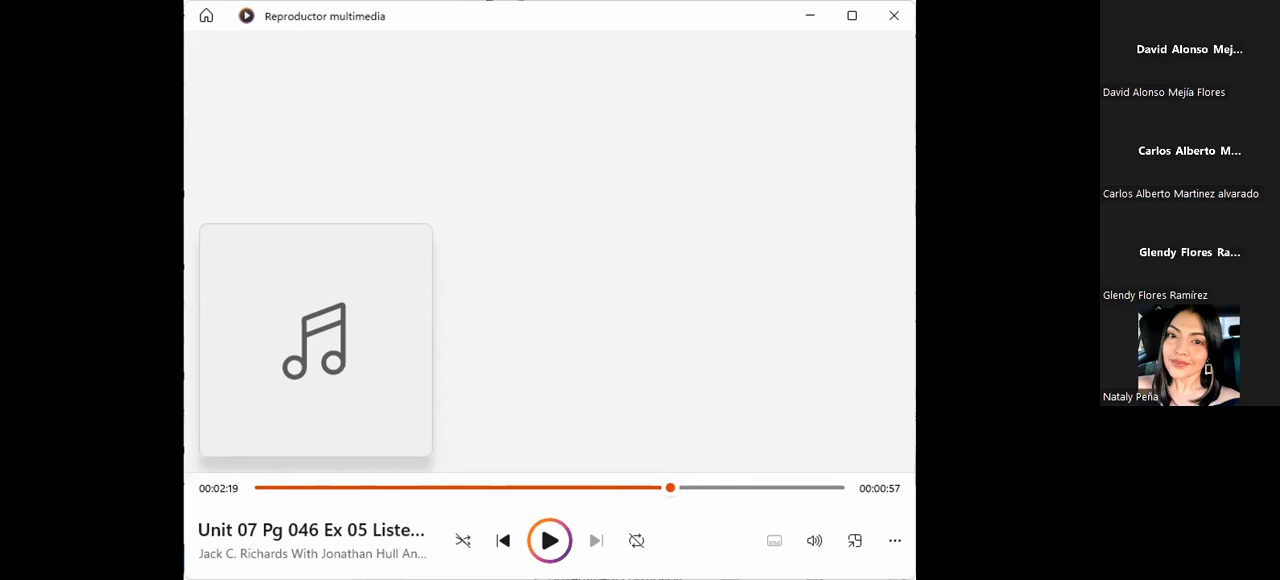 Reproductor multimedia
David Alonso Mej...
David Alonso Mejía Flores
Carlos Alberto M...
Carlos Alberto Martinez alvarado
Glendy Flores Ra...
Glendy Flores Ramírez
Nataly Peña
00:02:19
00:00:57
Unit 07 Pg 046 Ex 05 Liste...
Jack C. Richards With Jonathan Hull An...